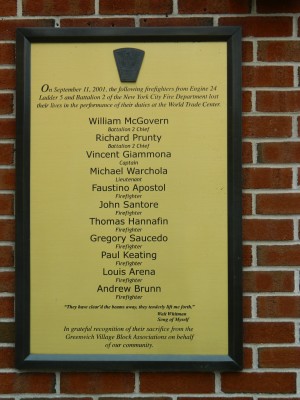 On September 11, 2001, the following firefighters from Engine 24
Ladder 5 and Battalion 2 of the New York City Fire Department lost
their lives in the performance of their duties at the World Trade Center.
William McGovern
Battalion 2 Chief
Richard Prunty
Battalion 2 Chief
Vincent Giammona
Captain
Michael Warchola
Lieutenant
Faustino Apostol
Firefighter
John Santore
Firefighter
Thomas Hannafin
Firefighter
Gregory Saucedo
Firefighter
Paul Keating
Firefighter
Louis Arena
Firefighter
Andrew Brunn
Firefighter
"They have clear'd the beams away, they tenderly lift me forth."
Walt Whitman
Song of Myself
In grateful recognition of their sacrifice from the
Greenwich Village Block Associations on behalf
of our community.